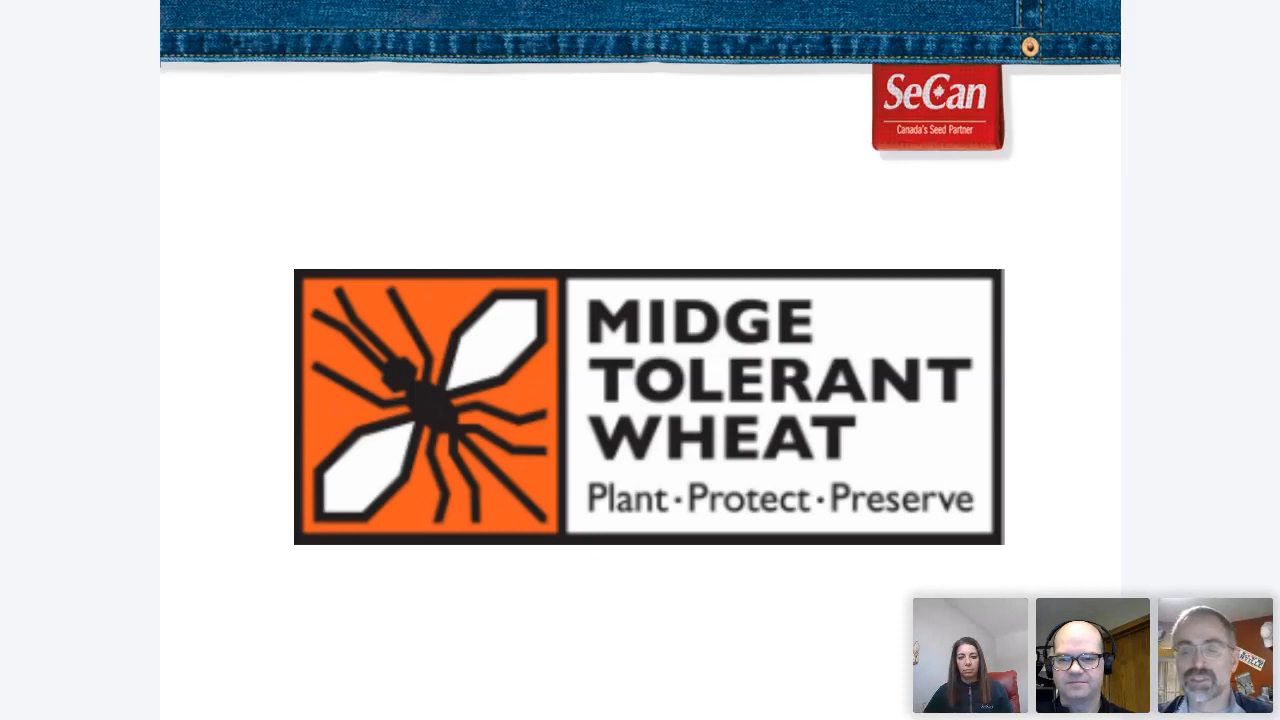 SeCan
Canada's Seed Partner
MIDGE
TOLERANT
WHEAT
Plant · Protect · Preserve